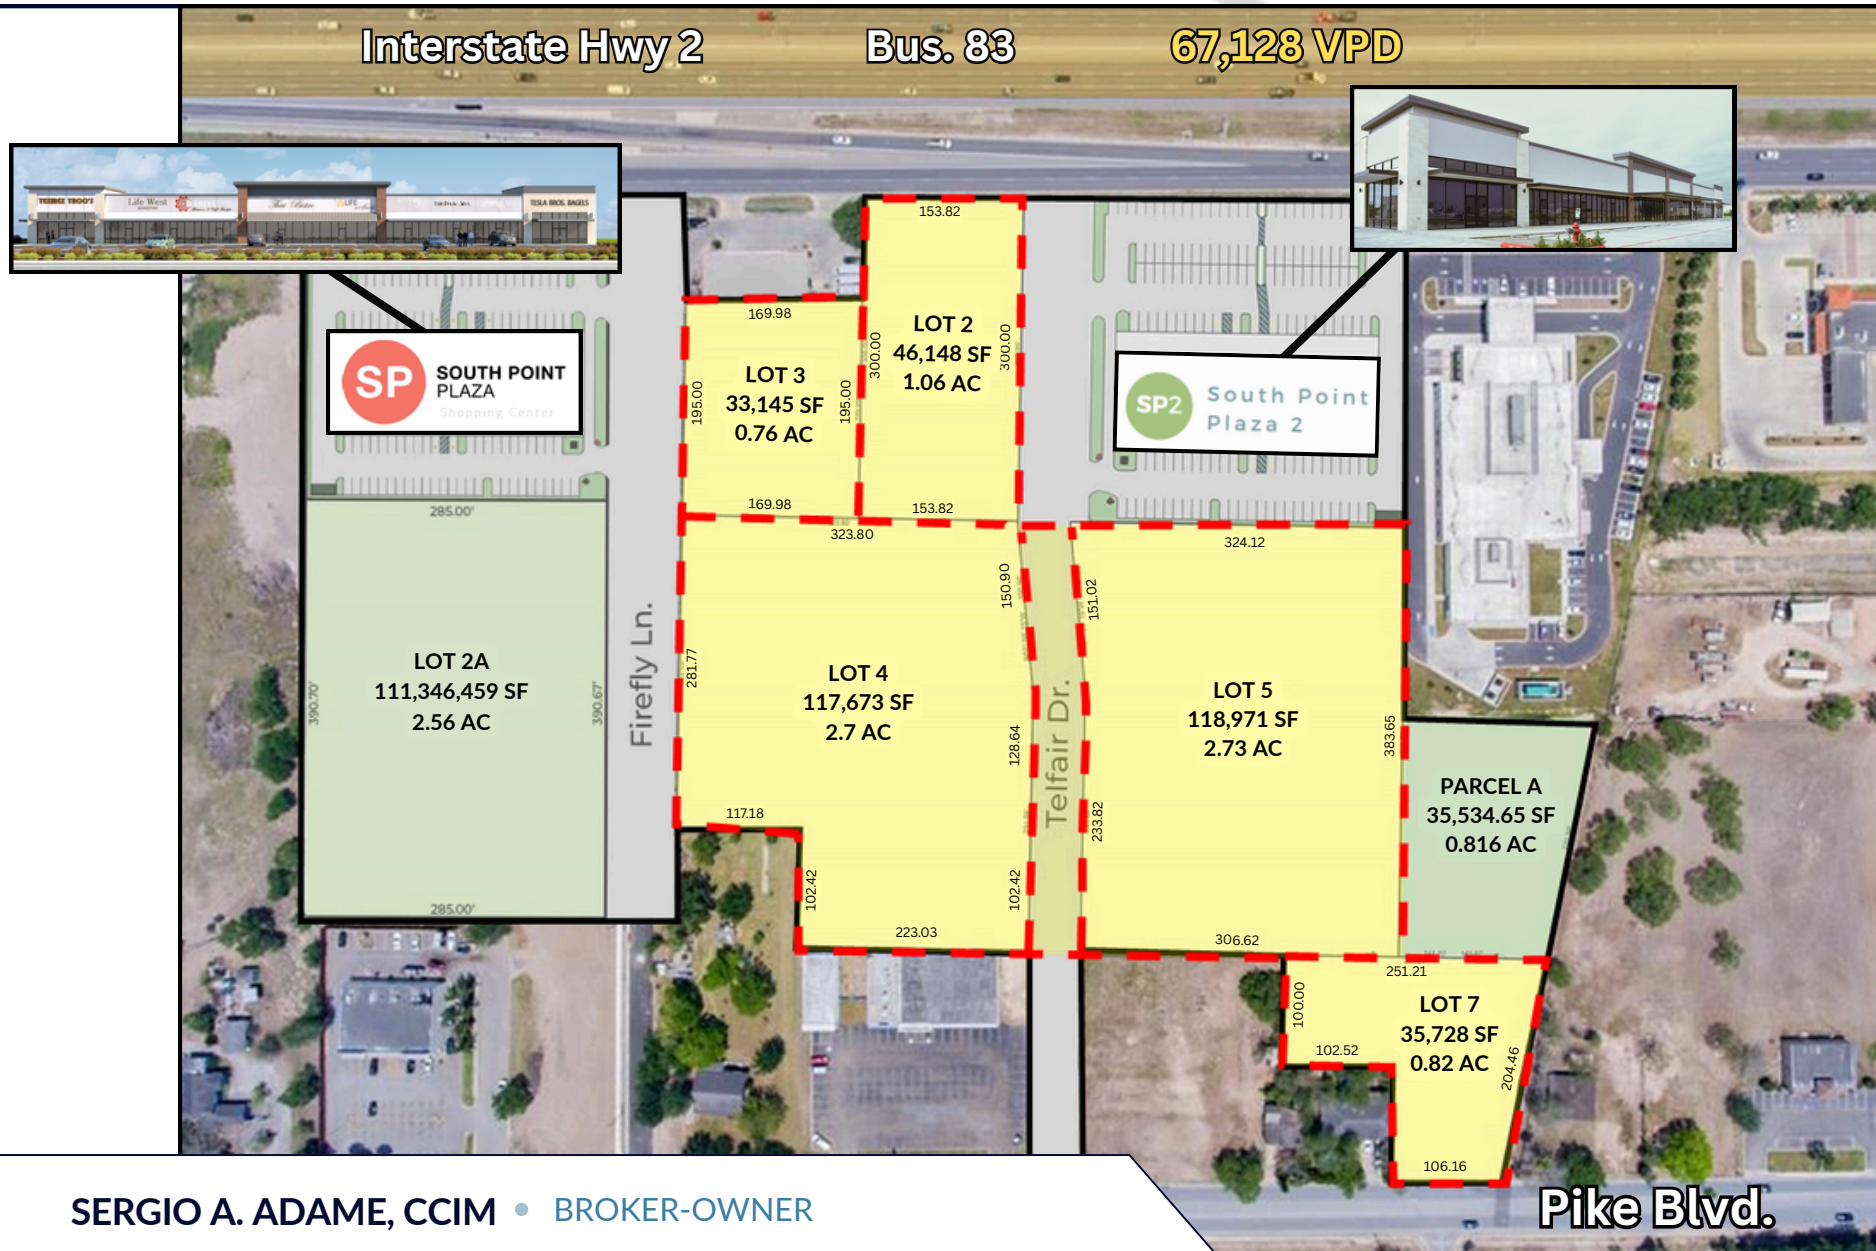 Interstate Hwy 2
Bus. 83
67,128 VPD
Life West
Thai Bistro
TESLA BROS. BAGELS
SP
SOUTH POINT
PLAZA
Shopping Center
SP2
South Point
Plaza 2
153.82
LOT 2
46,148 SF
1.06 AC
300.00
300.00
153.82
169.98
LOT 3
33,145 SF
0.76 AC
195.00
195.00
169.98
285.00'
LOT 2A
111,346,459 SF
2.56 AC
390.70'
390.67'
285.00'
Firefly Ln.
323.80
LOT 4
117,673 SF
2.7 AC
281.77
150.90
128.64
117.18
102.42
102.42
223.03
Telfair Dr.
324.12
151.02
LOT 5
118,971 SF
2.73 AC
383.65
233.82
306.62
PARCEL A
35,534.65 SF
0.816 AC
251.21
LOT 7
35,728 SF
0.82 AC
100.00
102.52
204.46
106.16
Pike Blvd.
SERGIO A. ADAME, CCIM • BROKER-OWNER